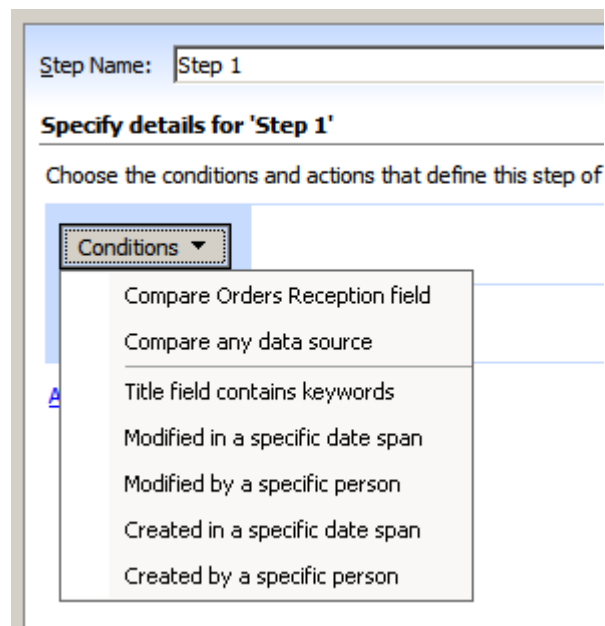 Step Name: Step 1
Specify details for 'Step 1'
Choose the conditions and actions that define this step of
Conditions
Compare Orders Reception field
Compare any data source
Title field contains keywords
A
Modified in a specific date span
Modified by a specific person
Created in a specific date span
Created by a specific person